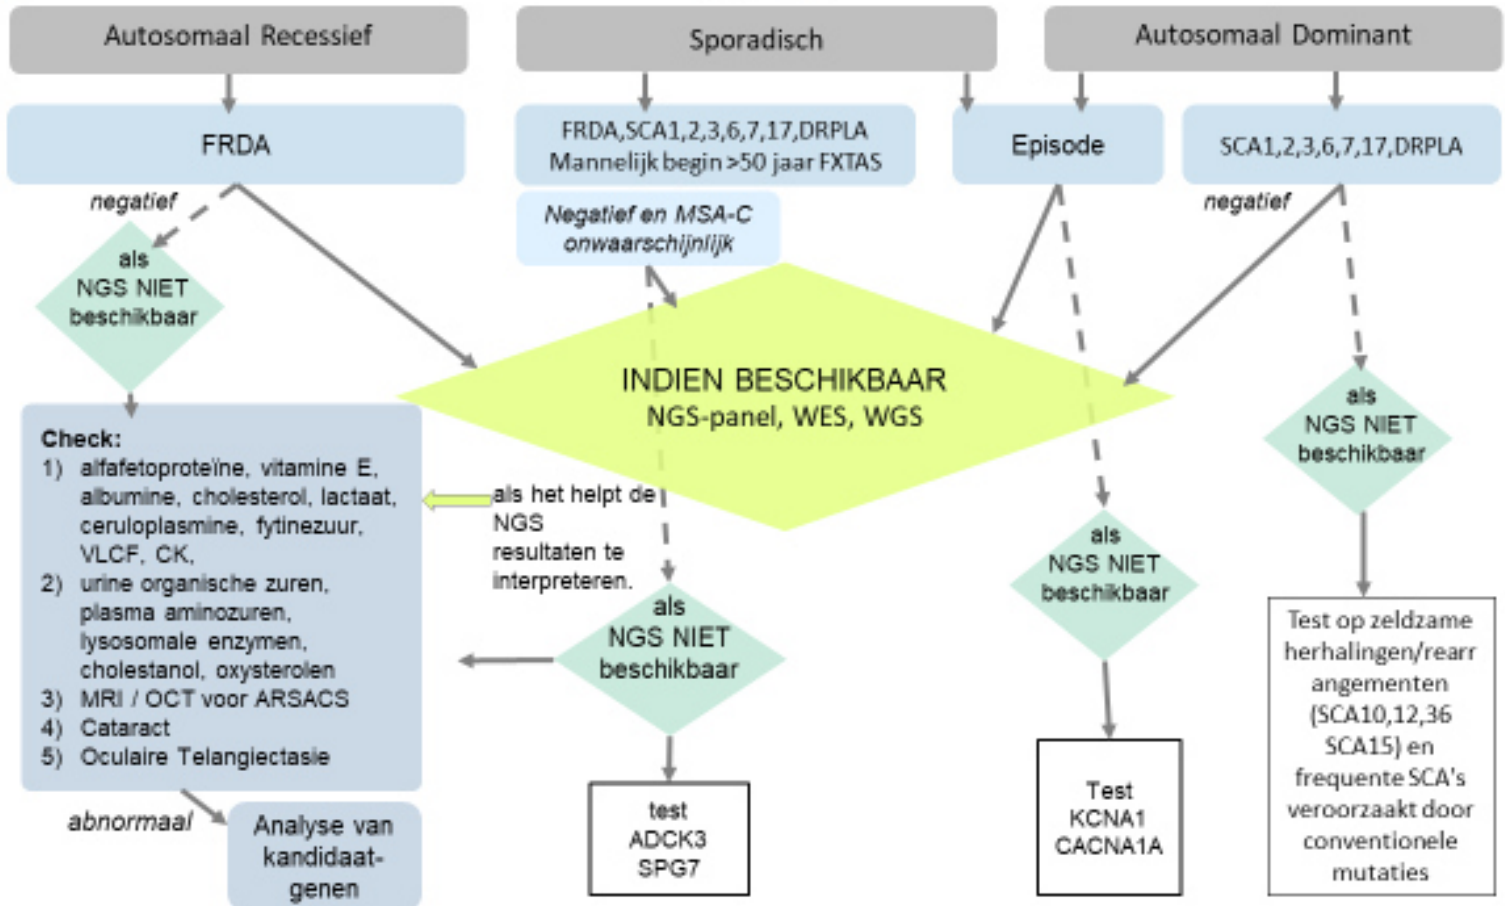 Autosomaal Recessief
Sporadisch
Autosomaal Dominant
FRDA
FRDA,SCA1,2,3,6,7,17,DRPLA
Mannelijk begin >50 jaar FXTAS
Episode
SCA1,2,3,6,7,17,DRPLA
negatief
Negatief en MSA-C
onwaarschijnlijk
negatief
als
NGS NIET
beschikbaar
INDIEN BESCHIKBAAR
NGS-panel, WES, WGS
als
NGS NIET
beschikbaar
Check:
1) alfafetoproteïne, vitamine E,
albumine, cholesterol, lactaat,
ceruloplasmine, fytinezuur,
VLCF, CK,
2) urine organische zuren,
plasma aminozuren,
lysosomale enzymen,
cholestanol, oxysterolen
3) MRI / OCT voor ARSACS
4) Cataract
5) Oculaire Telangiectasie
als het helpt de
NGS
resultaten te
interpreteren.
als
NGS NIET
beschikbaar
als
NGS NIET
beschikbaar
abnormaal
Analyse van
kandidaat-
genen
test
ADCK3
SPG7
Test
KCNA1
CACNA1A
Test op zeldzame
herhalingen/rearr
angementen
(SCA10,12,36
SCA15) en
frequente SCA's
veroorzaakt door
conventionele
mutaties